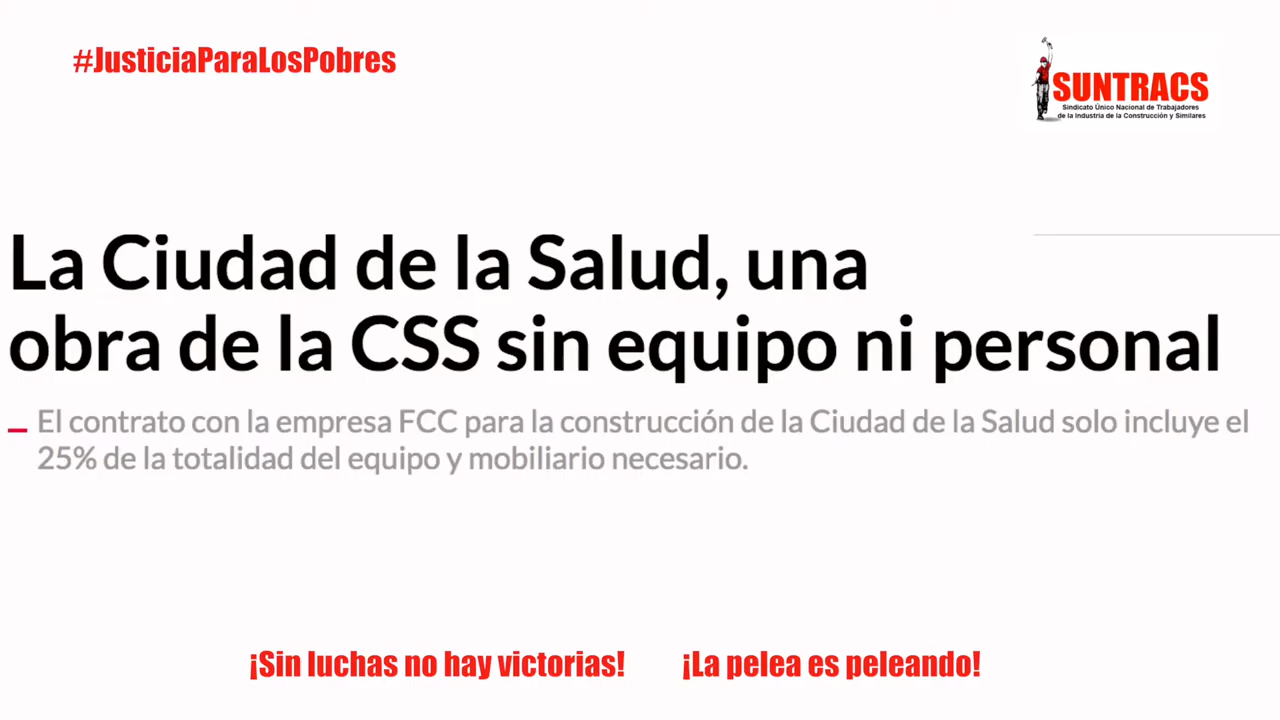 #JusticiaParaLosPobres
SUNTRACS
Sindicato Único Nacional de Trabajadores
de la Industria de la Construcción y Similares
La Ciudad de la Salud, una
obra de la CSS sin equipo ni personal
El contrato con la empresa FCC para la construcción de la Ciudad de la Salud solo incluye el
25% de la totalidad del equipo y mobiliario necesario.
¡Sin luchas no hay victorias! ¡La pelea es peleando!